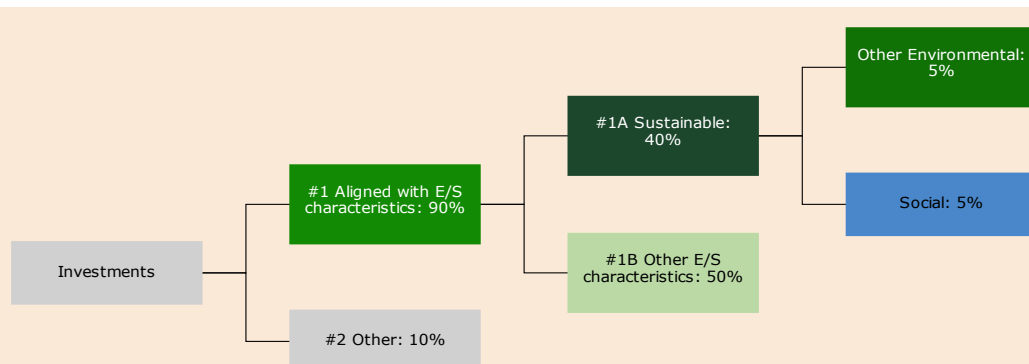 Other Environmental:
5%
#1A Sustainable:
40%
#1 Aligned with E/S
characteristics: 90%
Social: 5%
Investments
#1B Other E/S
characteristics: 50%
#2 Other: 10%